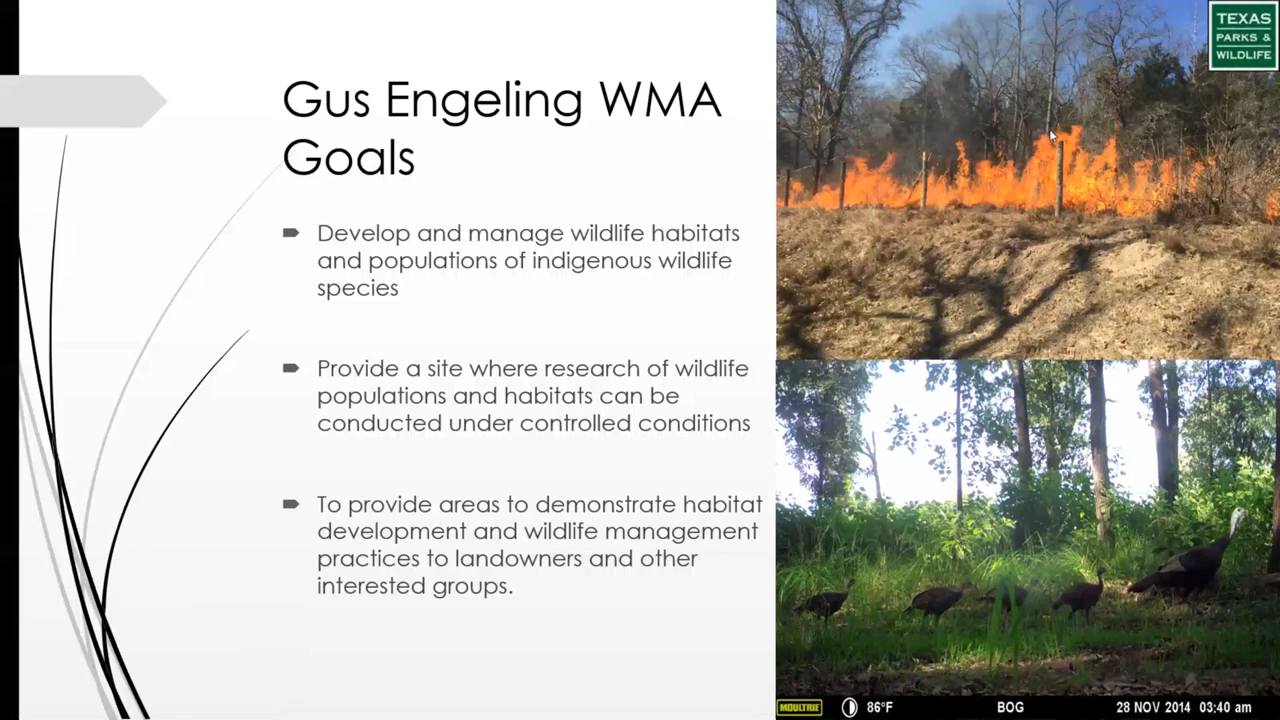 Gus Engeling WMA
Goals
Develop and manage wildlife habitats
and populations of indigenous wildlife
species
Provide a site where research of wildlife
populations and habitats can be
conducted under controlled conditions
To provide areas to demonstrate habitat
development and wildlife management
practices to landowners and other
interested groups.
TEXAS
PARKS &
WILDLIFE
MOULTRIE 86°F BOG 28 NOV 2014 03:40 am